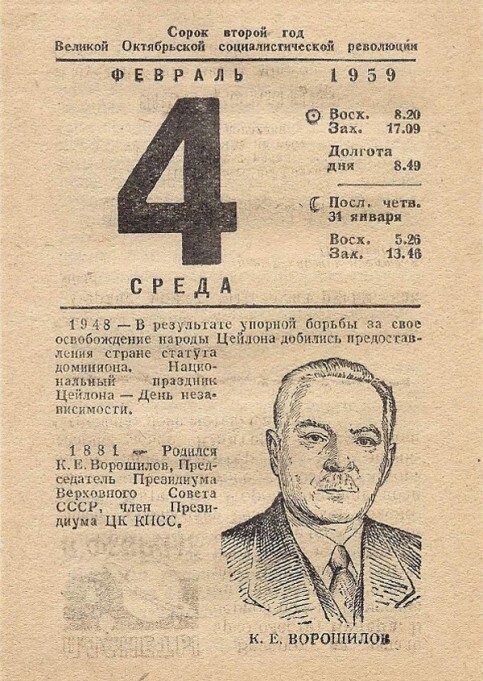 Сорок второй год
Великой Октябрьской социалистической революции
ФЕВРАЛЬ 1959
4
СРЕДА
Восх. 8.20
Зах. 17.09
Долгота
дня 8.49
Посл. четв.
31 января
Восх. 5.26
Зах. 13.46
1948 — В результате упорной борьбы за свое
освобождение народы Цейлона добились предостав-
ления стране статута
доминиона. Нацио-
нальный праздник
Цейлона — День неза-
висимости.
1881 — Родился
К. Е. Ворошилов, Пред-
седатель Президиума
Верховного Совета
СССР, член Прези-
диума ЦК КПСС.
К. Е. ВОРОШИЛОВ